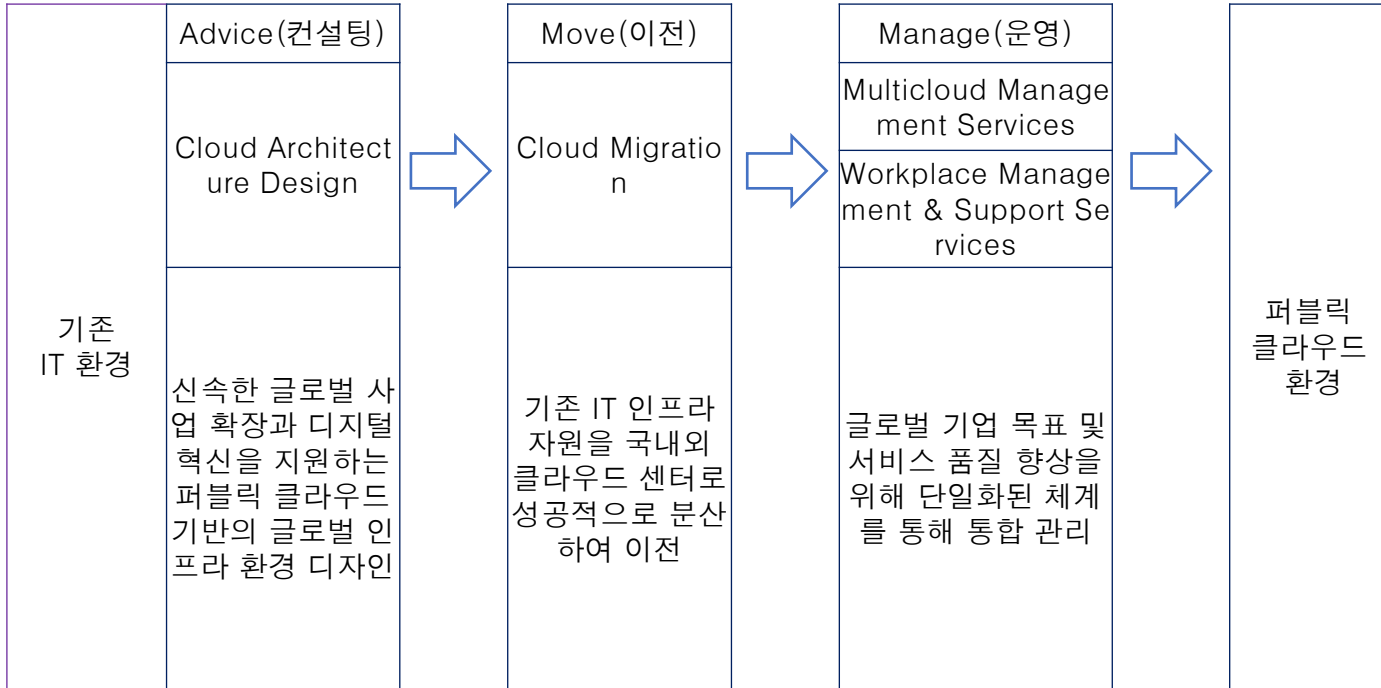 기존
IT 환경
Advice(컨설팅)
Cloud Architect
ure Design
신속한 글로벌 사
업 확장과 디지털
혁신을 지원하는
퍼블릭 클라우드
기반의 글로벌 인
프라 환경 디자인
Move(이전)
Cloud Migratio
n
기존 IT 인프라
자원을 국내외
클라우드 센터로
성공적으로 분산
하여 이전
Manage(운영)
Multicloud Manage
ment Services
Workplace Manage
ment & Support Se
rvices
글로벌 기업 목표 및
서비스 품질 향상을
위해 단일화된 체계
를 통해 통합 관리
퍼블릭
클라우드
환경